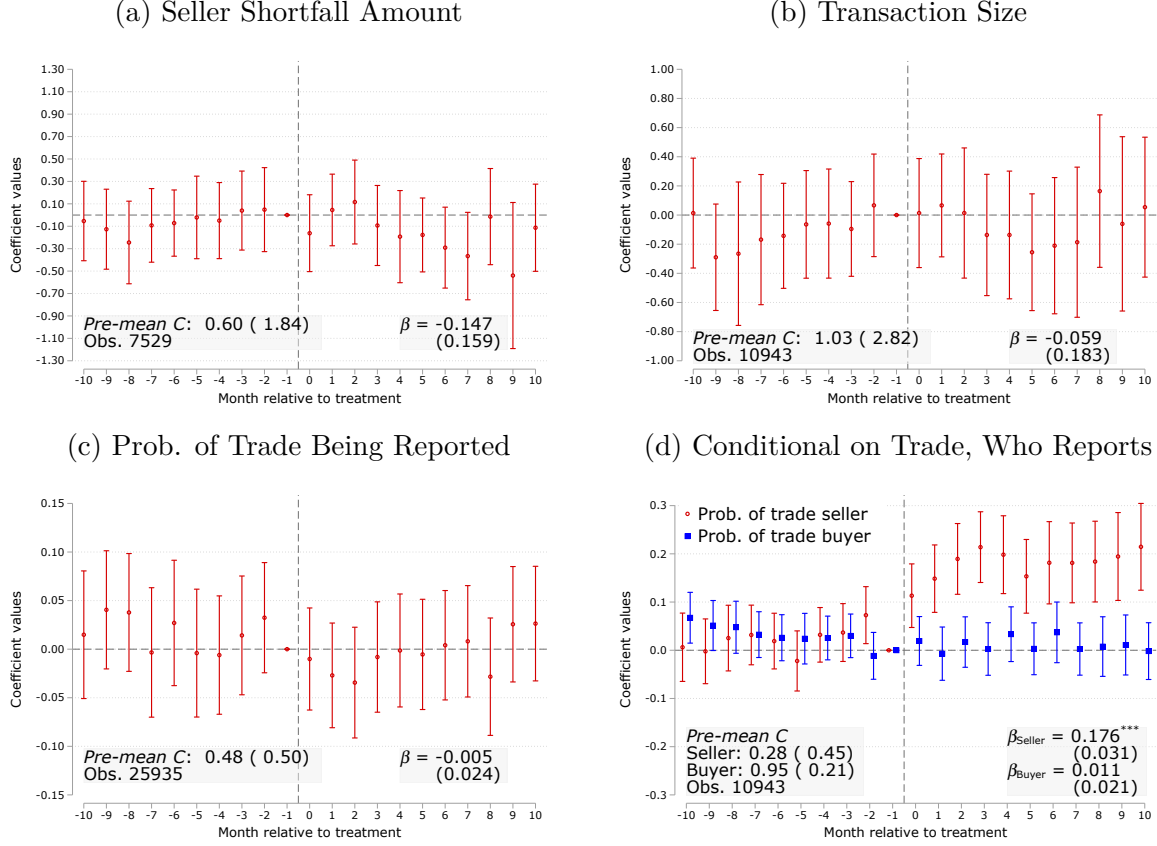 (a) Seller Shortfall Amount
Coefficient values
1.30
1.10
0.90
0.70
0.50
0.30
0.10
-0.10
-0.30
-0.50
-0.70
-0.90
-1.10
-1.30
Pre-mean C: 0.60 ( 1.84)
Obs. 7529
β = -0.147
(0.159)
-10 -9 -8 -7 -6 -5 -4 -3 -2 -1 0 1 2 3 4 5 6 7 8 9 10
Month relative to treatment
(b) Transaction Size
Coefficient values
1.00
0.80
0.60
0.40
0.20
0.00
-0.20
-0.40
-0.60
-0.80
-1.00
Pre-mean C: 1.03 ( 2.82)
Obs. 10943
β = -0.059
(0.183)
-10 -9 -8 -7 -6 -5 -4 -3 -2 -1 0 1 2 3 4 5 6 7 8 9 10
Month relative to treatment
(c) Prob. of Trade Being Reported
Coefficient values
0.15
0.10
0.05
0.00
-0.05
-0.10
-0.15
Pre-mean C: 0.48 ( 0.50)
Obs. 25935
β = -0.005
(0.024)
-10 -9 -8 -7 -6 -5 -4 -3 -2 -1 0 1 2 3 4 5 6 7 8 9 10
Month relative to treatment
(d) Conditional on Trade, Who Reports
Coefficient values
0.3
0.2
0.1
0.0
-0.1
-0.2
-0.3
Prob. of trade seller
Prob. of trade buyer
Pre-mean C
Seller: 0.28 ( 0.45)
Buyer: 0.95 ( 0.21)
Obs. 10943
βSeller = 0.176***
(0.031)
βBuyer = 0.011
(0.021)
-10 -9 -8 -7 -6 -5 -4 -3 -2 -1 0 1 2 3 4 5 6 7 8 9 10
Month relative to treatment